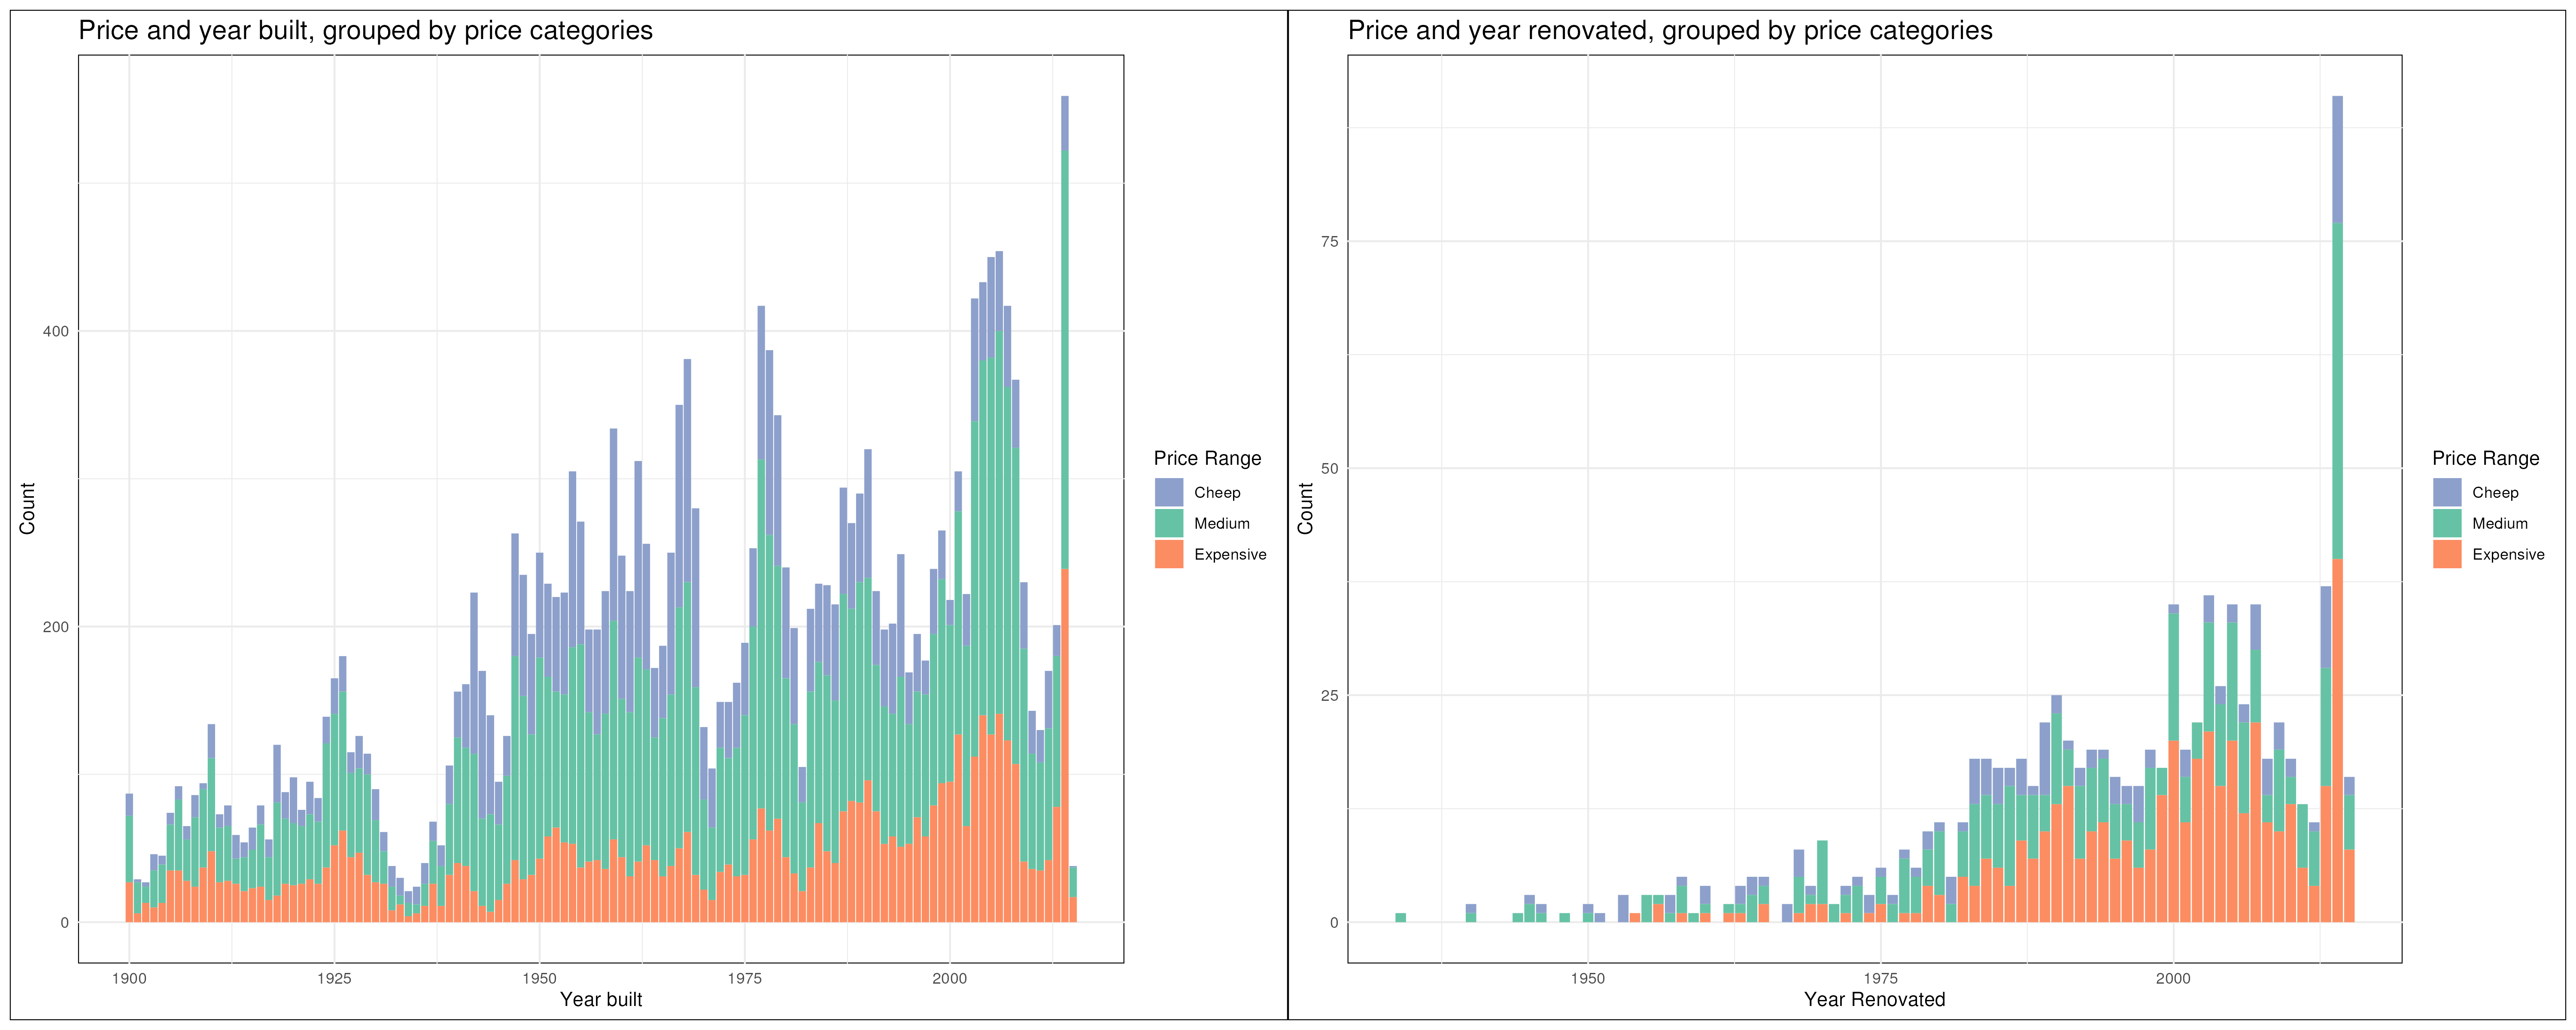 Price and year built, grouped by price categories
Count
400
200
0
1900
1925
1950
1975
2000
Year built
Price Range
Cheep
Medium
Expensive
Price and year renovated, grouped by price categories
Count
75
50
25
0
1950
1975
2000
Year Renovated
Price Range
Cheep
Medium
Expensive